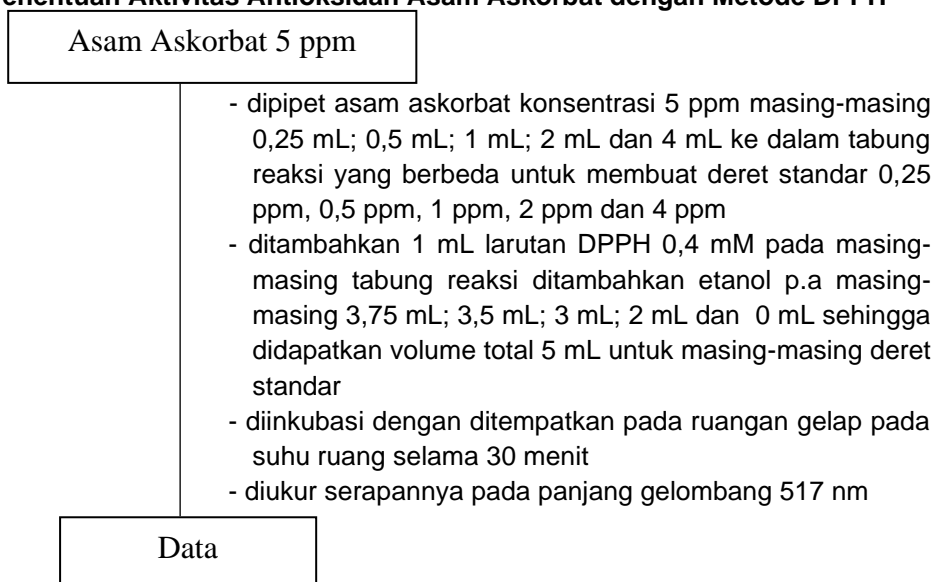 enentuan Aktivitas Antioksidan Asam Askorbat dengan Metode DPPH
Asam Askorbat 5 ppm
- dipipet asam askorbat konsentrasi 5 ppm masing-masing
0,25 mL; 0,5 mL; 1 mL; 2 mL dan 4 mL ke dalam tabung
reaksi yang berbeda untuk membuat deret standar 0,25
ppm, 0,5 ppm, 1 ppm, 2 ppm dan 4 ppm
- ditambahkan 1 mL larutan DPPH 0,4 mM pada masing-
masing tabung reaksi ditambahkan etanol p.a masing-
masing 3,75 mL; 3,5 mL; 3 mL; 2 mL dan 0 mL sehingga
didapatkan volume total 5 mL untuk masing-masing deret
standar
- diinkubasi dengan ditempatkan pada ruangan gelap pada
suhu ruang selama 30 menit
- diukur serapannya pada panjang gelombang 517 nm
Data